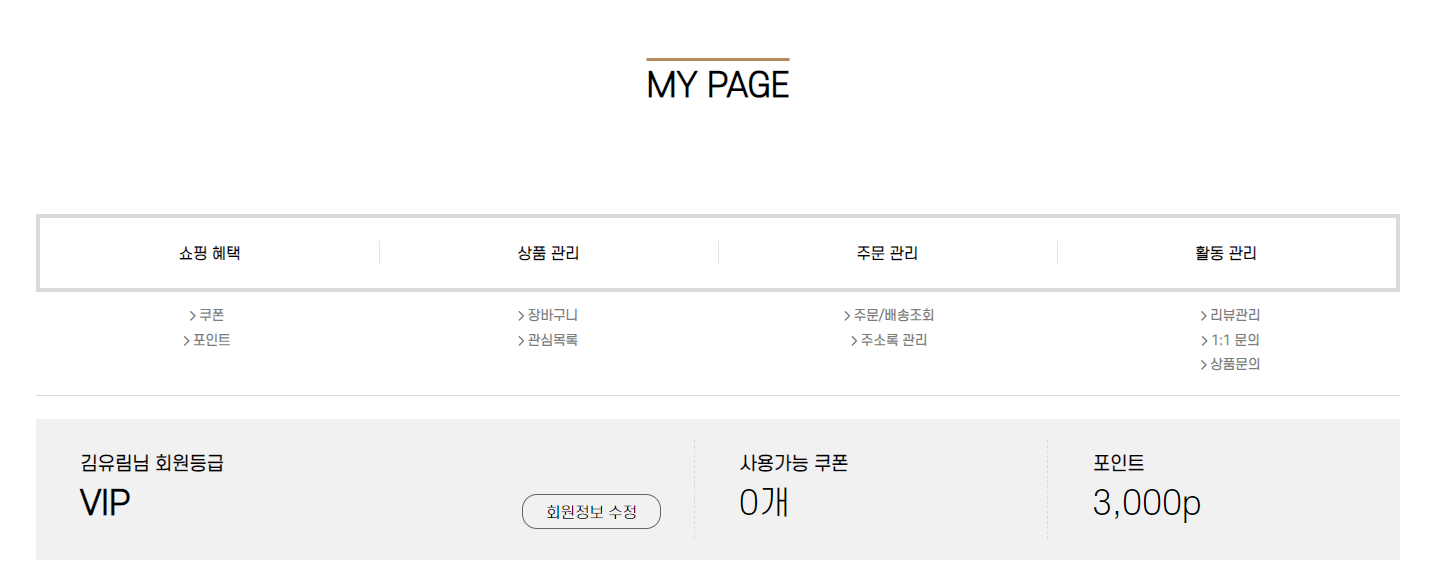 MY PAGE
쇼핑 혜택 상품 관리 주문 관리 활동 관리
> 쿠폰 > 장바구니 > 주문/배송조회 > 리뷰관리
> 포인트 > 관심목록 > 주소록 관리 > 1:1 문의
> 상품문의
김유림님 회원등급 사용가능 쿠폰 포인트
VIP 회원정보 수정 0개 3,000p